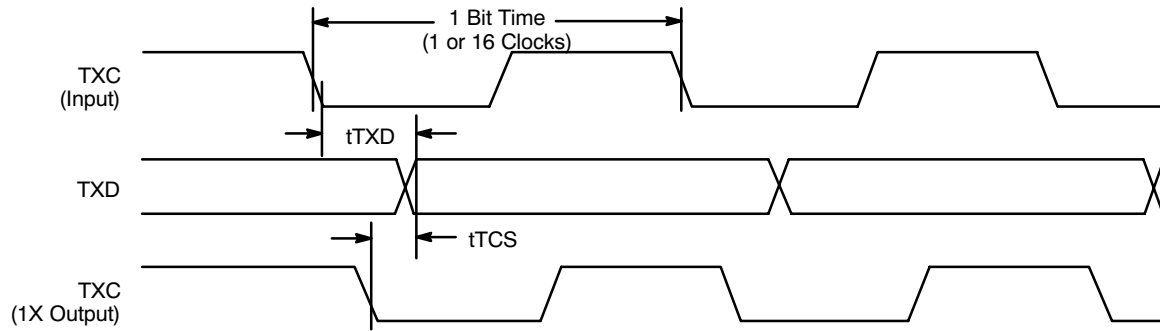 1 Bit Time
(1 or 16 Clocks)
TXC
(Input)
tTXD
TXD
tTCS
TXC
(1X Output)